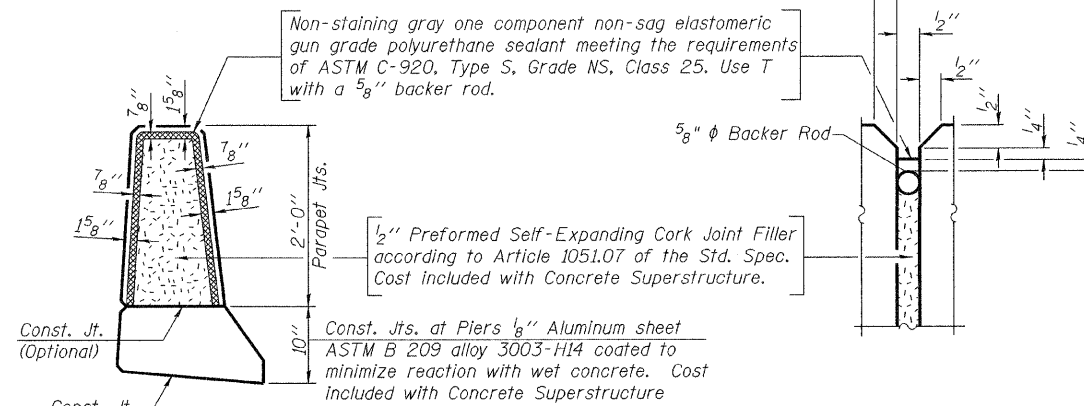 Non-staining gray one component non-sag elastomeric
gun grade polyurethane sealant meeting the requirements
of ASTM C-920, Type S, Grade NS, Class 25. Use T
with a 5/8" backer rod.
1/2"
1/2"
1/2"
1/4"
1/4"
5/8" φ Backer Rod
7/8"
1 5/8"
7/8"
7/8"
1 5/8"
1 5/8"
2'-0"
Parapet Jts.
1/2" Preformed Self-Expanding Cork Joint Filler
according to Article 1051.07 of the Std. Spec.
Cost included with Concrete Superstructure.
Const. Jt.
(Optional)
10"
Const. Jts. at Piers 1/8" Aluminum sheet
ASTM B 209 alloy 3003-H14 coated to
minimize reaction with wet concrete. Cost
included with Concrete Superstructure
Const. Jt.